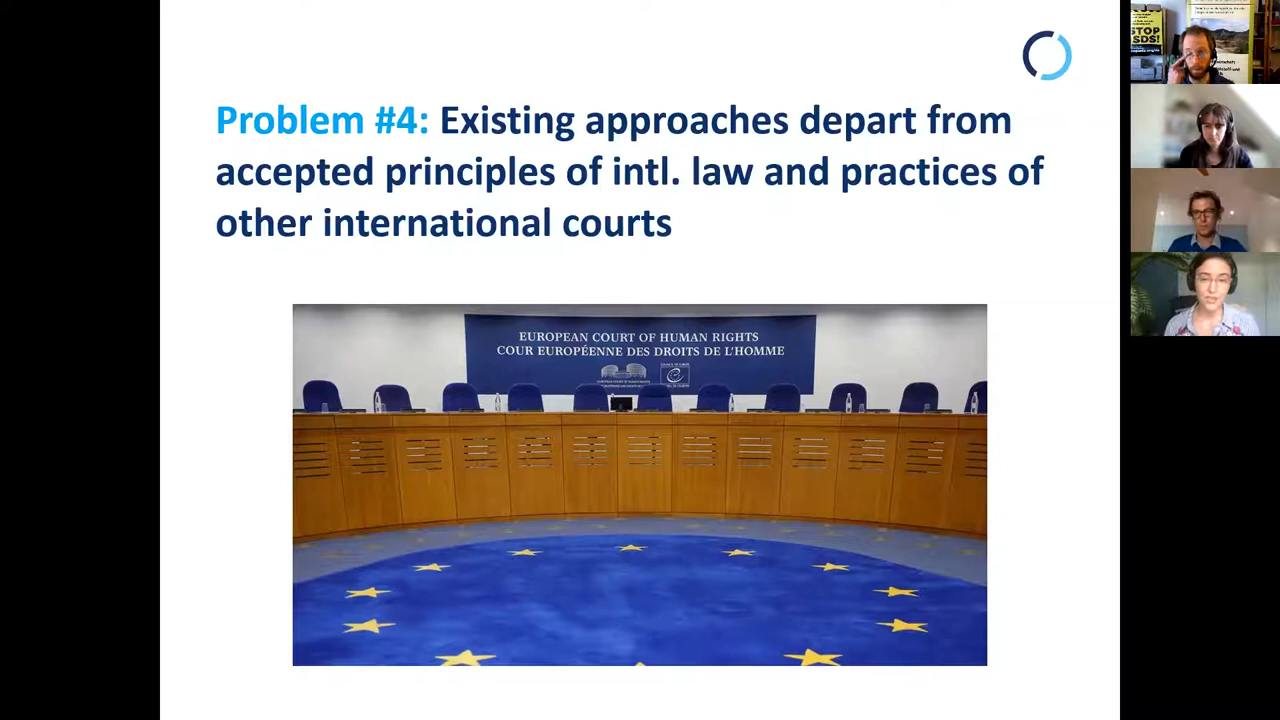 Problem #4: Existing approaches depart from
accepted principles of intl. law and practices of
other international courts
EUROPEAN COURT OF HUMAN RIGHTS
COUR EUROPÉENNE DES DROITS DE L'HOMME
STOP